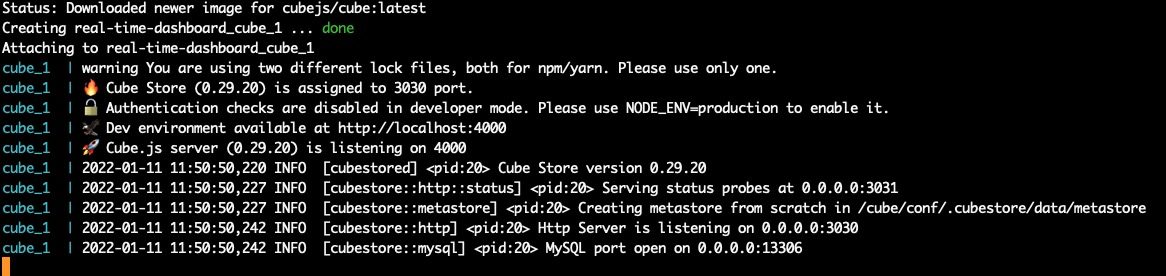 Status: Downloaded newer image for cubejs/cube:latest
Creating real-time-dashboard_cube_1 ... done
Attaching to real-time-dashboard_cube_1
cube_1  | warning You are using two different lock files, both for npm/yarn. Please use only one.
cube_1  | 🔥 Cube Store (0.29.20) is assigned to 3030 port.
cube_1  | 🔓 Authentication checks are disabled in developer mode. Please use NODE_ENV=production to enable it.
cube_1  | 🦅 Dev environment available at http://localhost:4000
cube_1  | 🚀 Cube.js server (0.29.20) is listening on 4000
cube_1  | 2022-01-11 11:50:50,220 INFO  [cubestored] <pid:20> Cube Store version 0.29.20
cube_1  | 2022-01-11 11:50:50,227 INFO  [cubestore::http::status] <pid:20> Serving status probes at 0.0.0.0:3031
cube_1  | 2022-01-11 11:50:50,227 INFO  [cubestore::metastore] <pid:20> Creating metastore from scratch in /cube/conf/.cubestore/data/metastore
cube_1  | 2022-01-11 11:50:50,242 INFO  [cubestore::http] <pid:20> Http Server is listening on 0.0.0.0:3030
cube_1  | 2022-01-11 11:50:50,242 INFO  [cubestore::mysql] <pid:20> MySQL port open on 0.0.0.0:13306